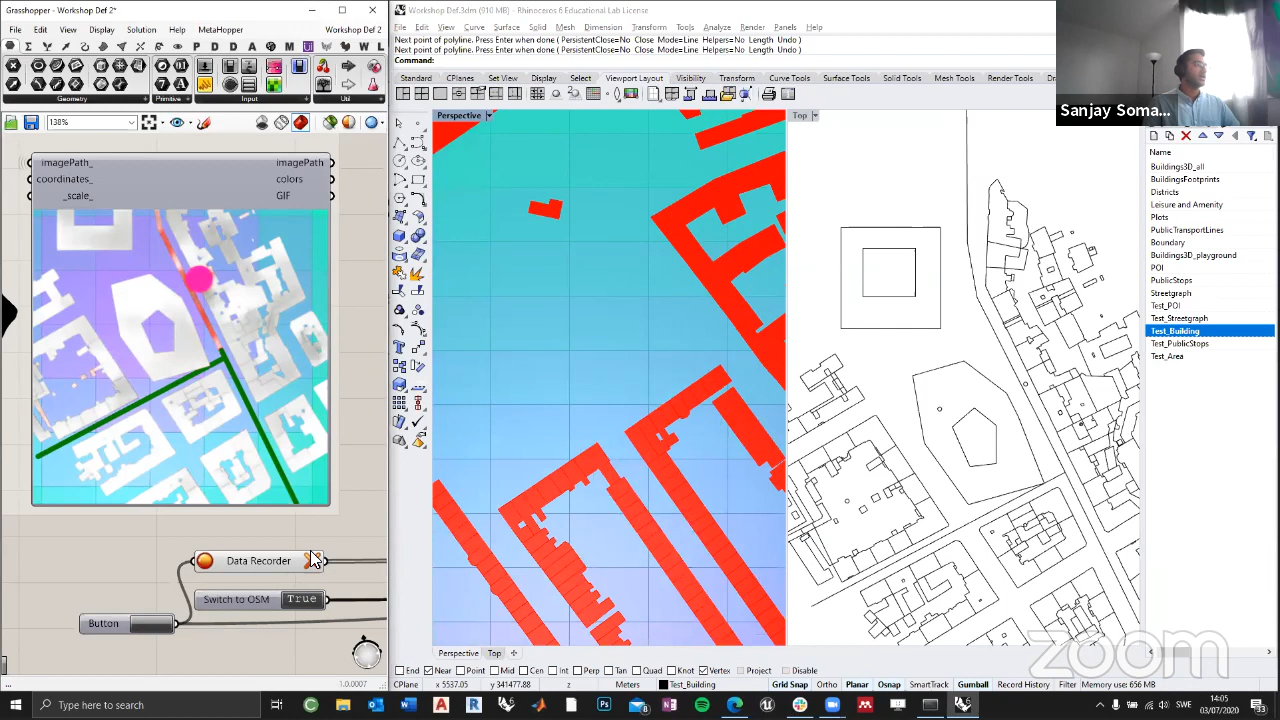 Grasshopper - Workshop Def 2*
File Edit View Display Solution Help MetaHopper Workshop Def 2
Geometry Primitive Input Util
138%
imagePath_ imagePath
coordinates_ colors
_scale_ GIF
Data Recorder
Switch to OSM True
Button
1.0.0007
Workshop Def.3dm (910 MB) - Rhinoceros 6 Educational Lab License
File Edit View Curve Surface Solid Mesh Dimension Transform Tools Analyze Render Panels Help
Next point of polyline. Press Enter when done ( PersistentClose=No Close Mode=Line Helpers=No Length Undo )
Next point of polyline. Press Enter when done ( PersistentClose=No Close Mode=Line Helpers=No Length Undo )
Command:
Standard CPlanes Set View Display Select Viewport Layout Visibility Transform Curve Tools Surface Tools Solid Tools Mesh Tools Render Tools
Perspective
Top
Sanjay Soma...
Name
Buildings3D_all
BuildingsFootprints
Districts
Leisure and Amenity
Plots
PublicTransportLines
Boundary
Buildings3D_playground
POI
PublicStops
Streetgraph
Test_POI
Test_Streetgraph
Test_Building
Test_PublicStops
Test_Area
Perspective Top
End Near Point Mid Cen Int Perp Tan Quad Knot Vertex Project Disable
CPlane x 5537.05 y 341477.88 z Meters Test_Building Grid Snap Ortho Planar Osnap SmartTrack Gumball Record History Filter Memory use: 656 MB
zoom
Type here to search
SWE
14:05
03/07/2020